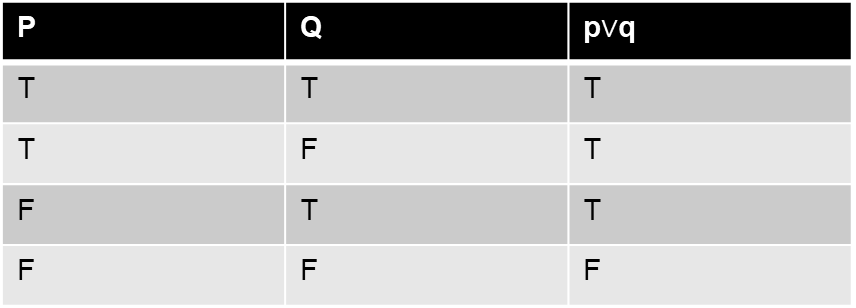 P Q p∨q
T T T
T F T
F T T
F F F